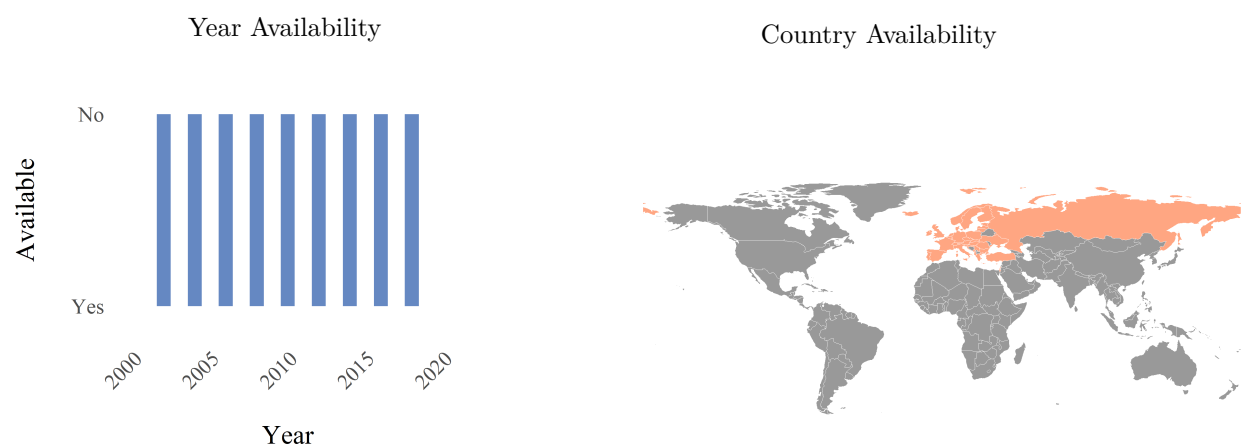 Year Availability
Available
No
Yes
2000
2005
2010
2015
2020
Year
Country Availability